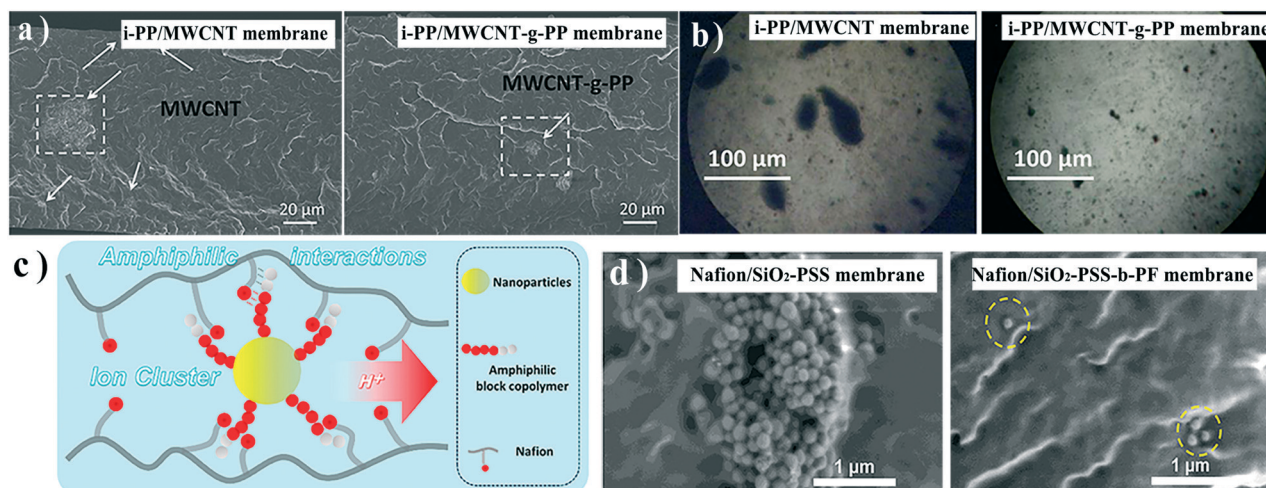 a )
i-PP/MWCNT membrane
MWCNT
20 µm
i-PP/MWCNT-g-PP membrane
MWCNT-g-PP
20 µm
b )
i-PP/MWCNT membrane
100 µm
i-PP/MWCNT-g-PP membrane
100 µm
c )
Amphiphilic interactions
Ion Cluster
H+
Nanoparticles
Amphiphilic
block copolymer
Nafion
d )
Nafion/SiO₂-PSS membrane
1 µm
Nafion/SiO₂-PSS-b-PF membrane
1 µm